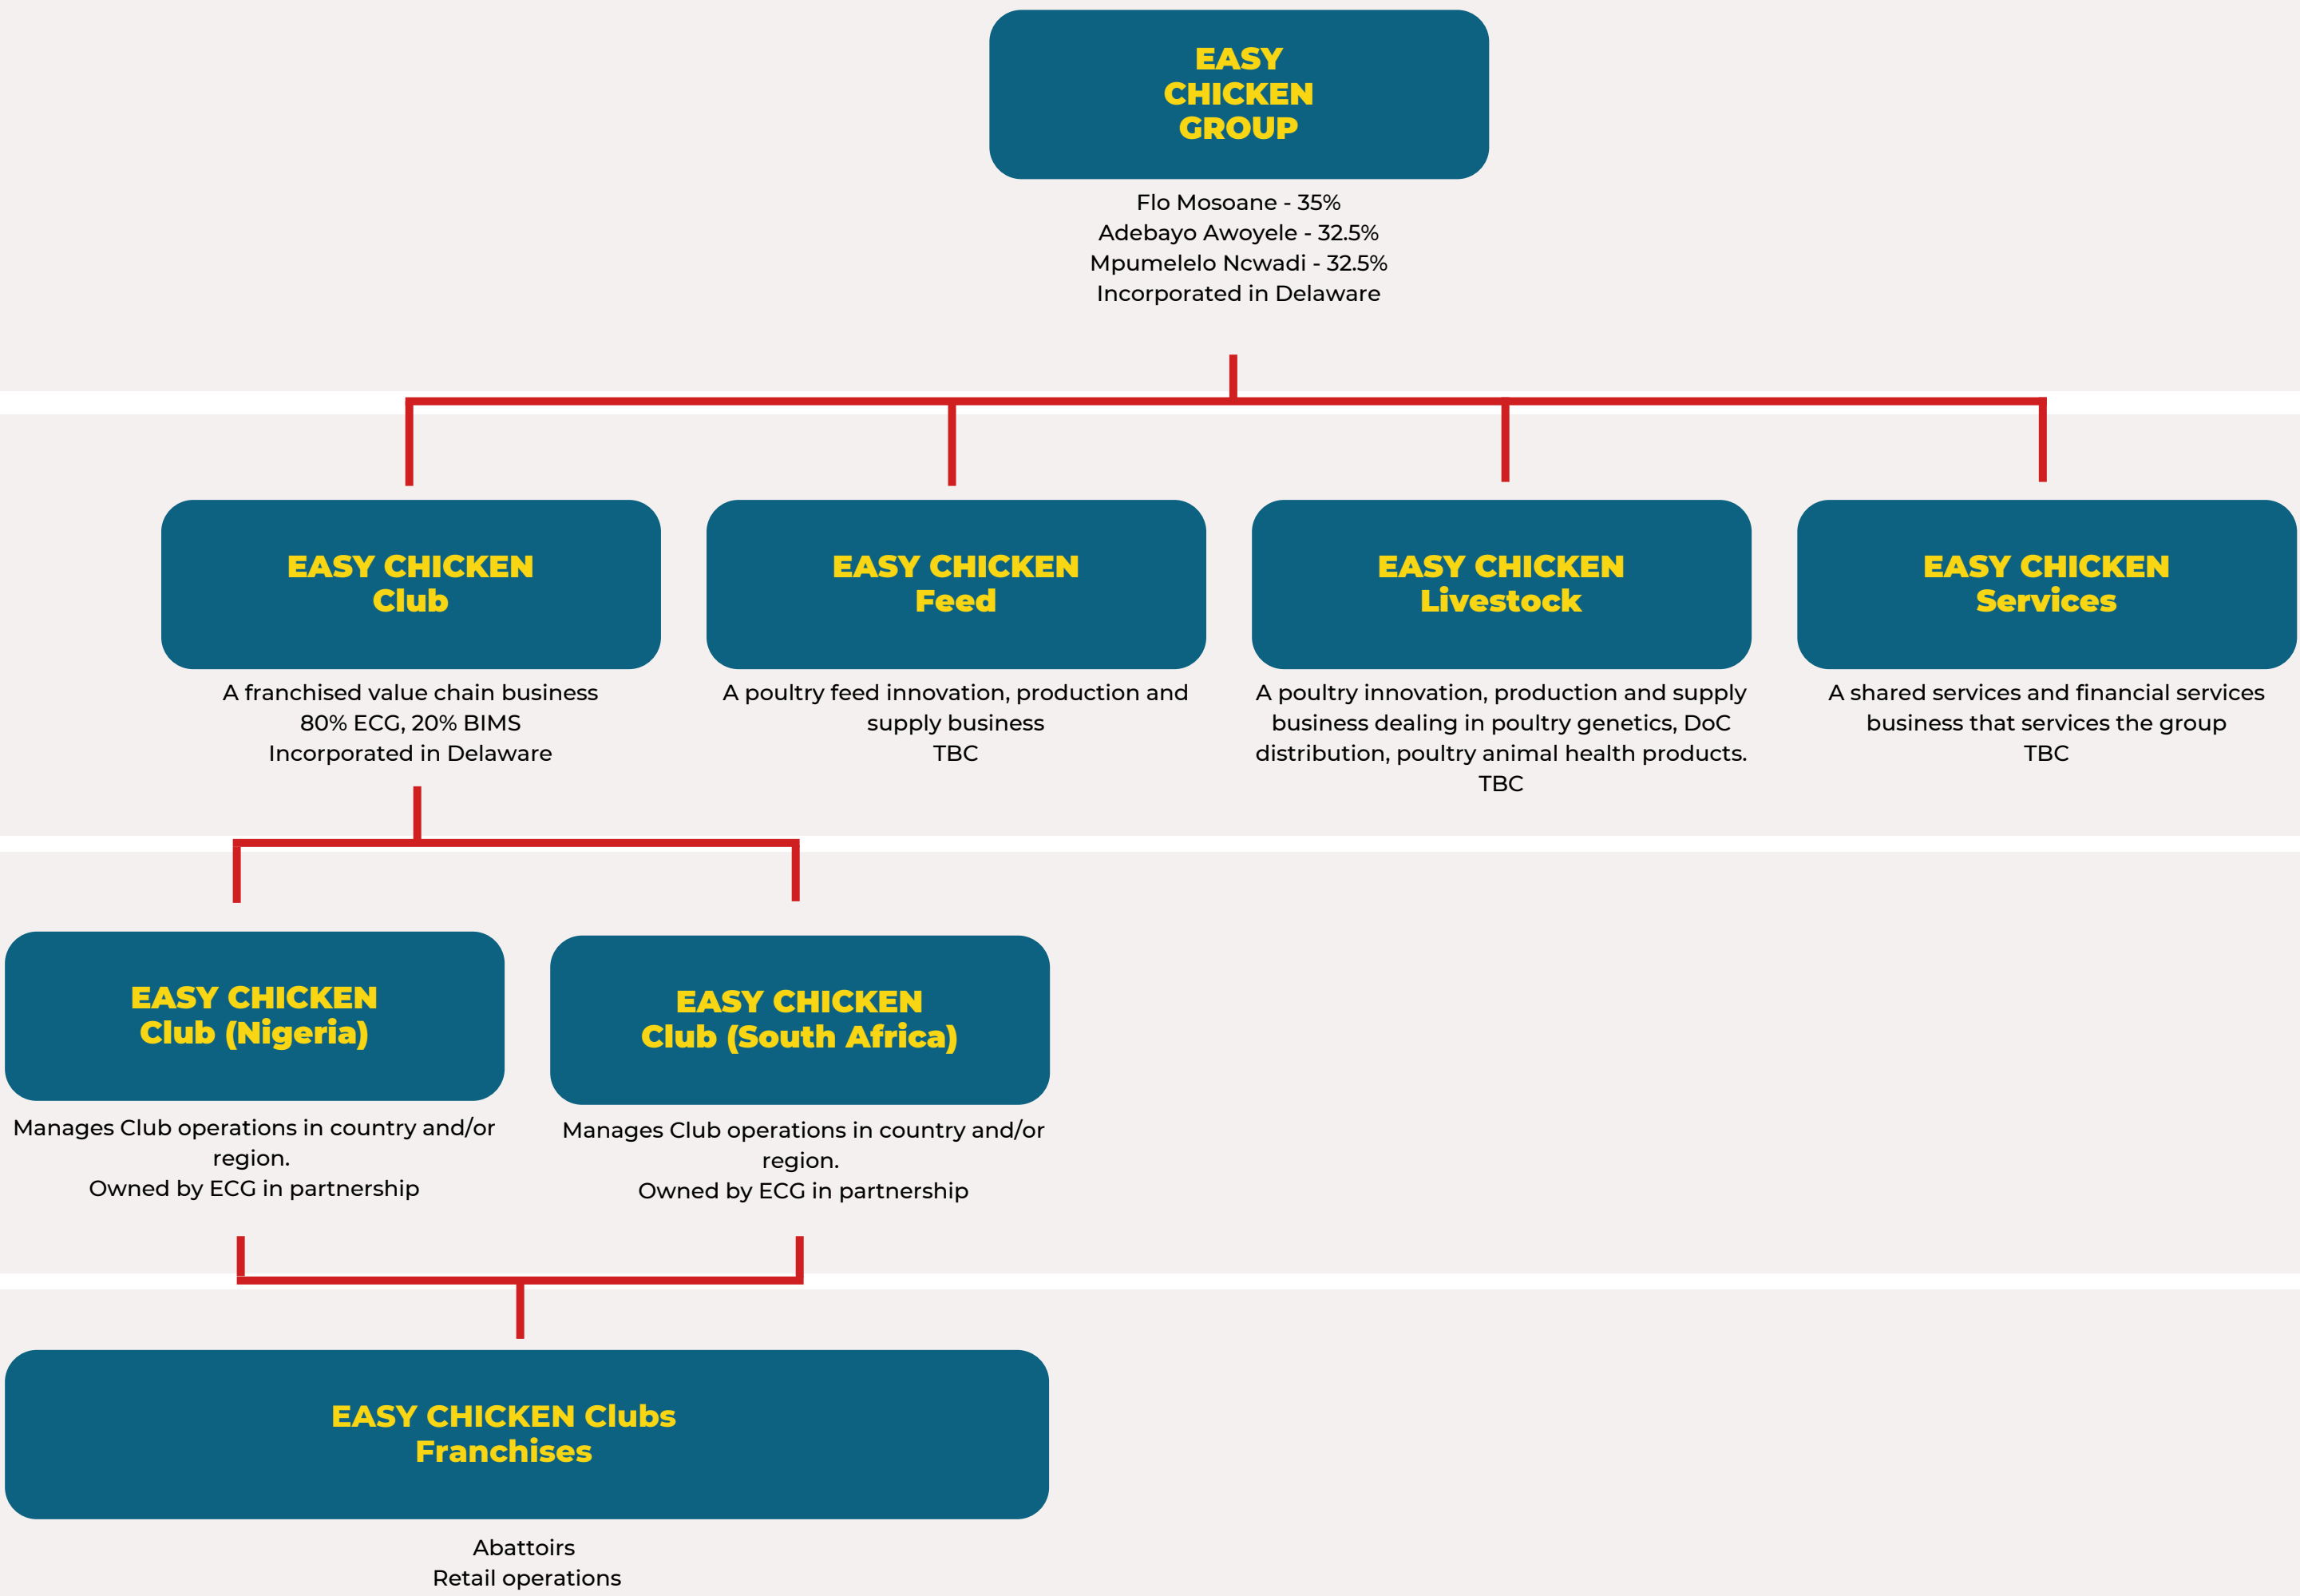 EASY
CHICKEN
GROUP
Flo Mosoane - 35%
Adebayo Awoyele - 32.5%
Mpumelelo Ncwadi - 32.5%
Incorporated in Delaware
EASY CHICKEN
Club
A franchised value chain business
80% ECG, 20% BIMS
Incorporated in Delaware
EASY CHICKEN
Feed
A poultry feed innovation, production and
supply business
TBC
EASY CHICKEN
Livestock
A poultry innovation, production and supply
business dealing in poultry genetics, DoC
distribution, poultry animal health products.
TBC
EASY CHICKEN
Services
A shared services and financial services
business that services the group
TBC
EASY CHICKEN
Club (Nigeria)
Manages Club operations in country and/or
region.
Owned by ECG in partnership
EASY CHICKEN
Club (South Africa)
Manages Club operations in country and/or
region.
Owned by ECG in partnership
EASY CHICKEN Clubs
Franchises
Abattoirs
Retail operations